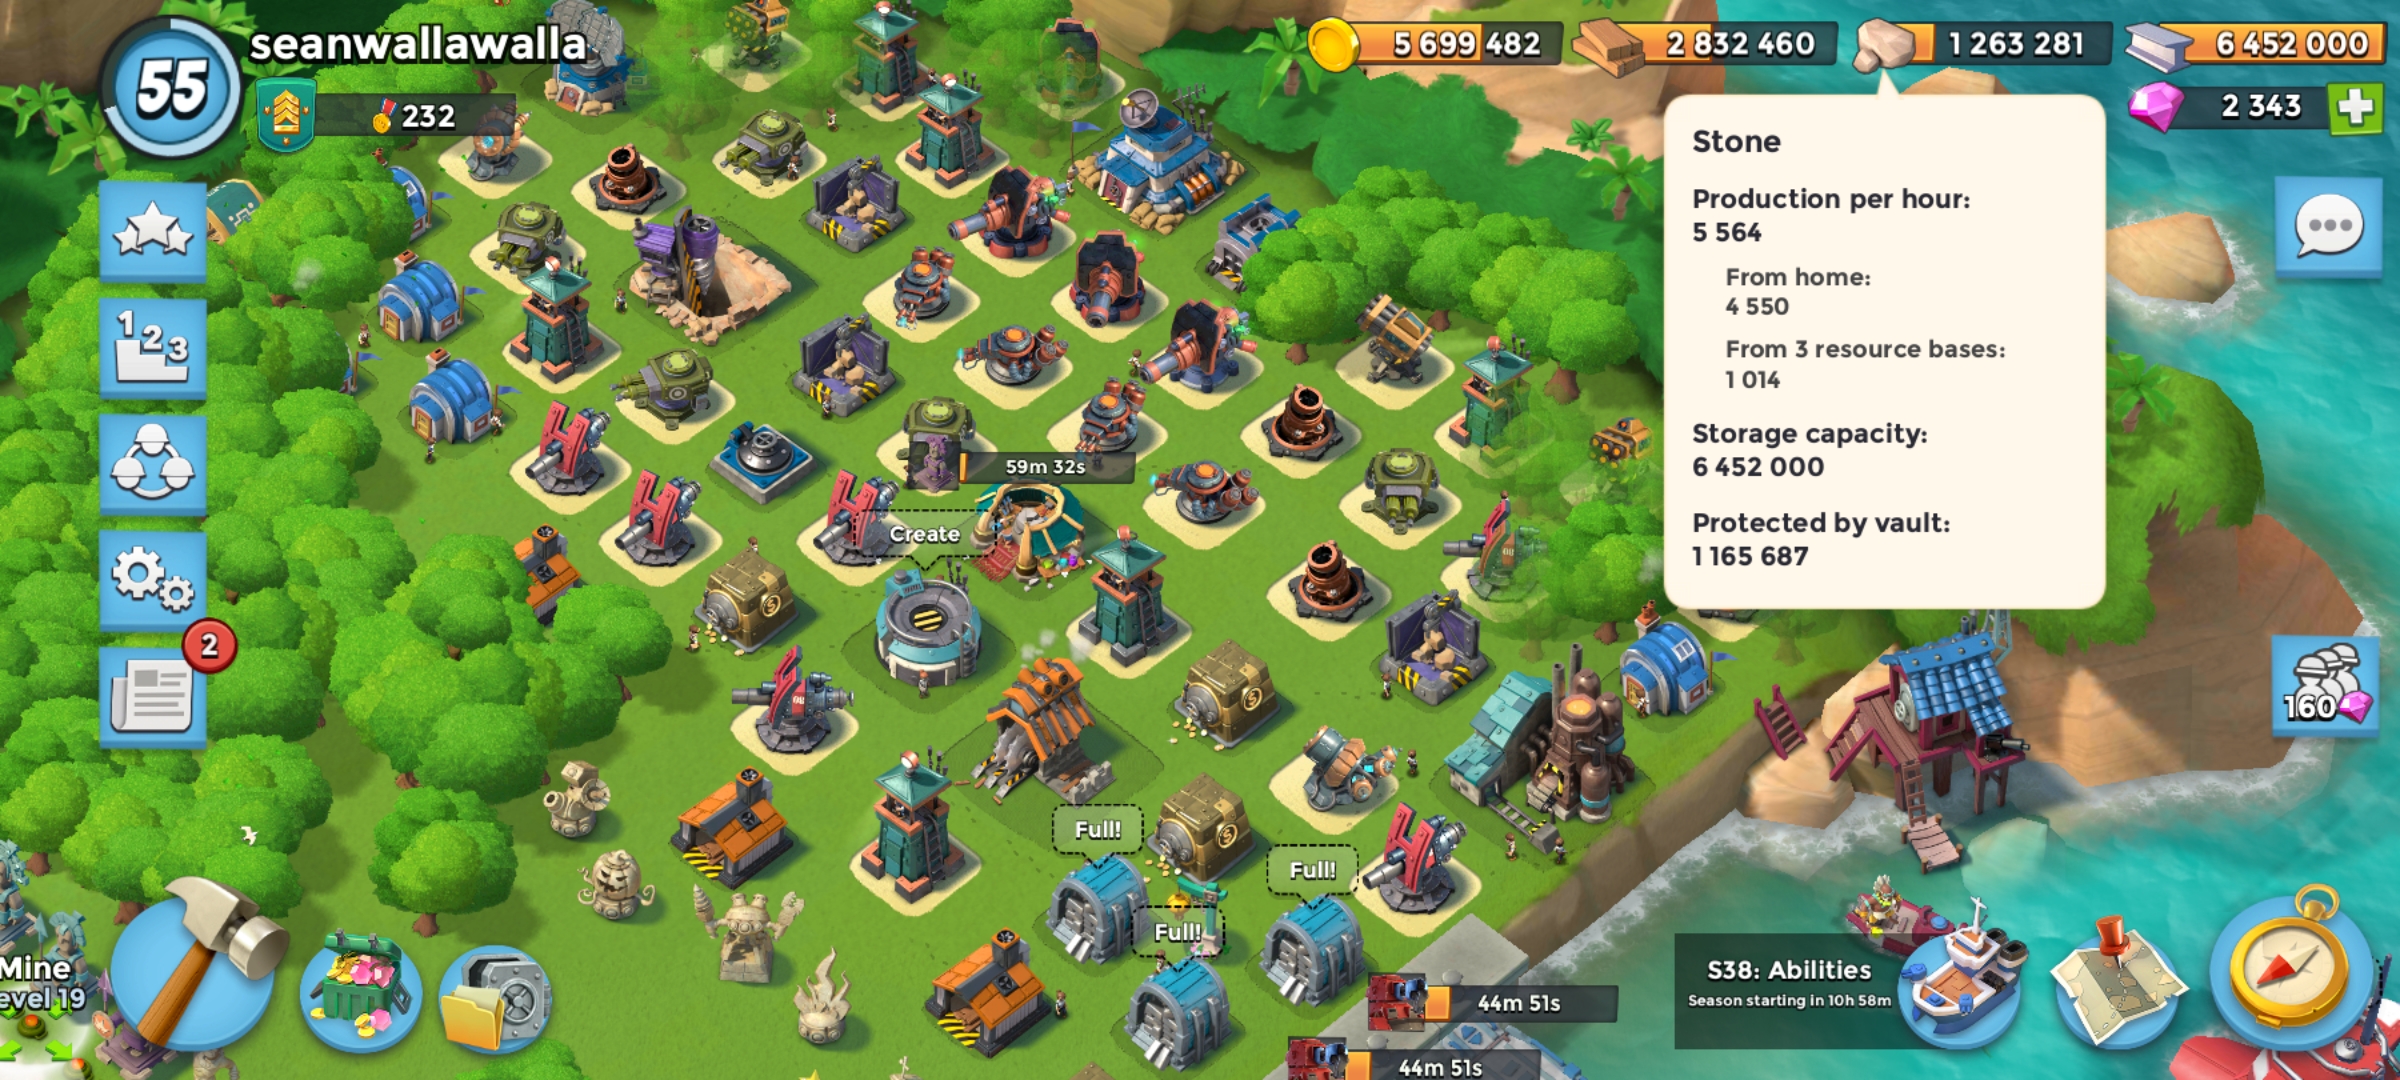 55
seanwallawalla
232
5 699 482
2 832 460
1 263 281
6 452 000
2 343
Stone
Production per hour:
5 564
From home:
4 550
From 3 resource bases:
1 014
Storage capacity:
6 452 000
Protected by vault:
1 165 687
1 2 3
59m 32s
Create
2
160
Full!
Full!
Full!
Mine
evel 19
S38: Abilities
Season starting in 10h 58m
44m 51s
44m 51s